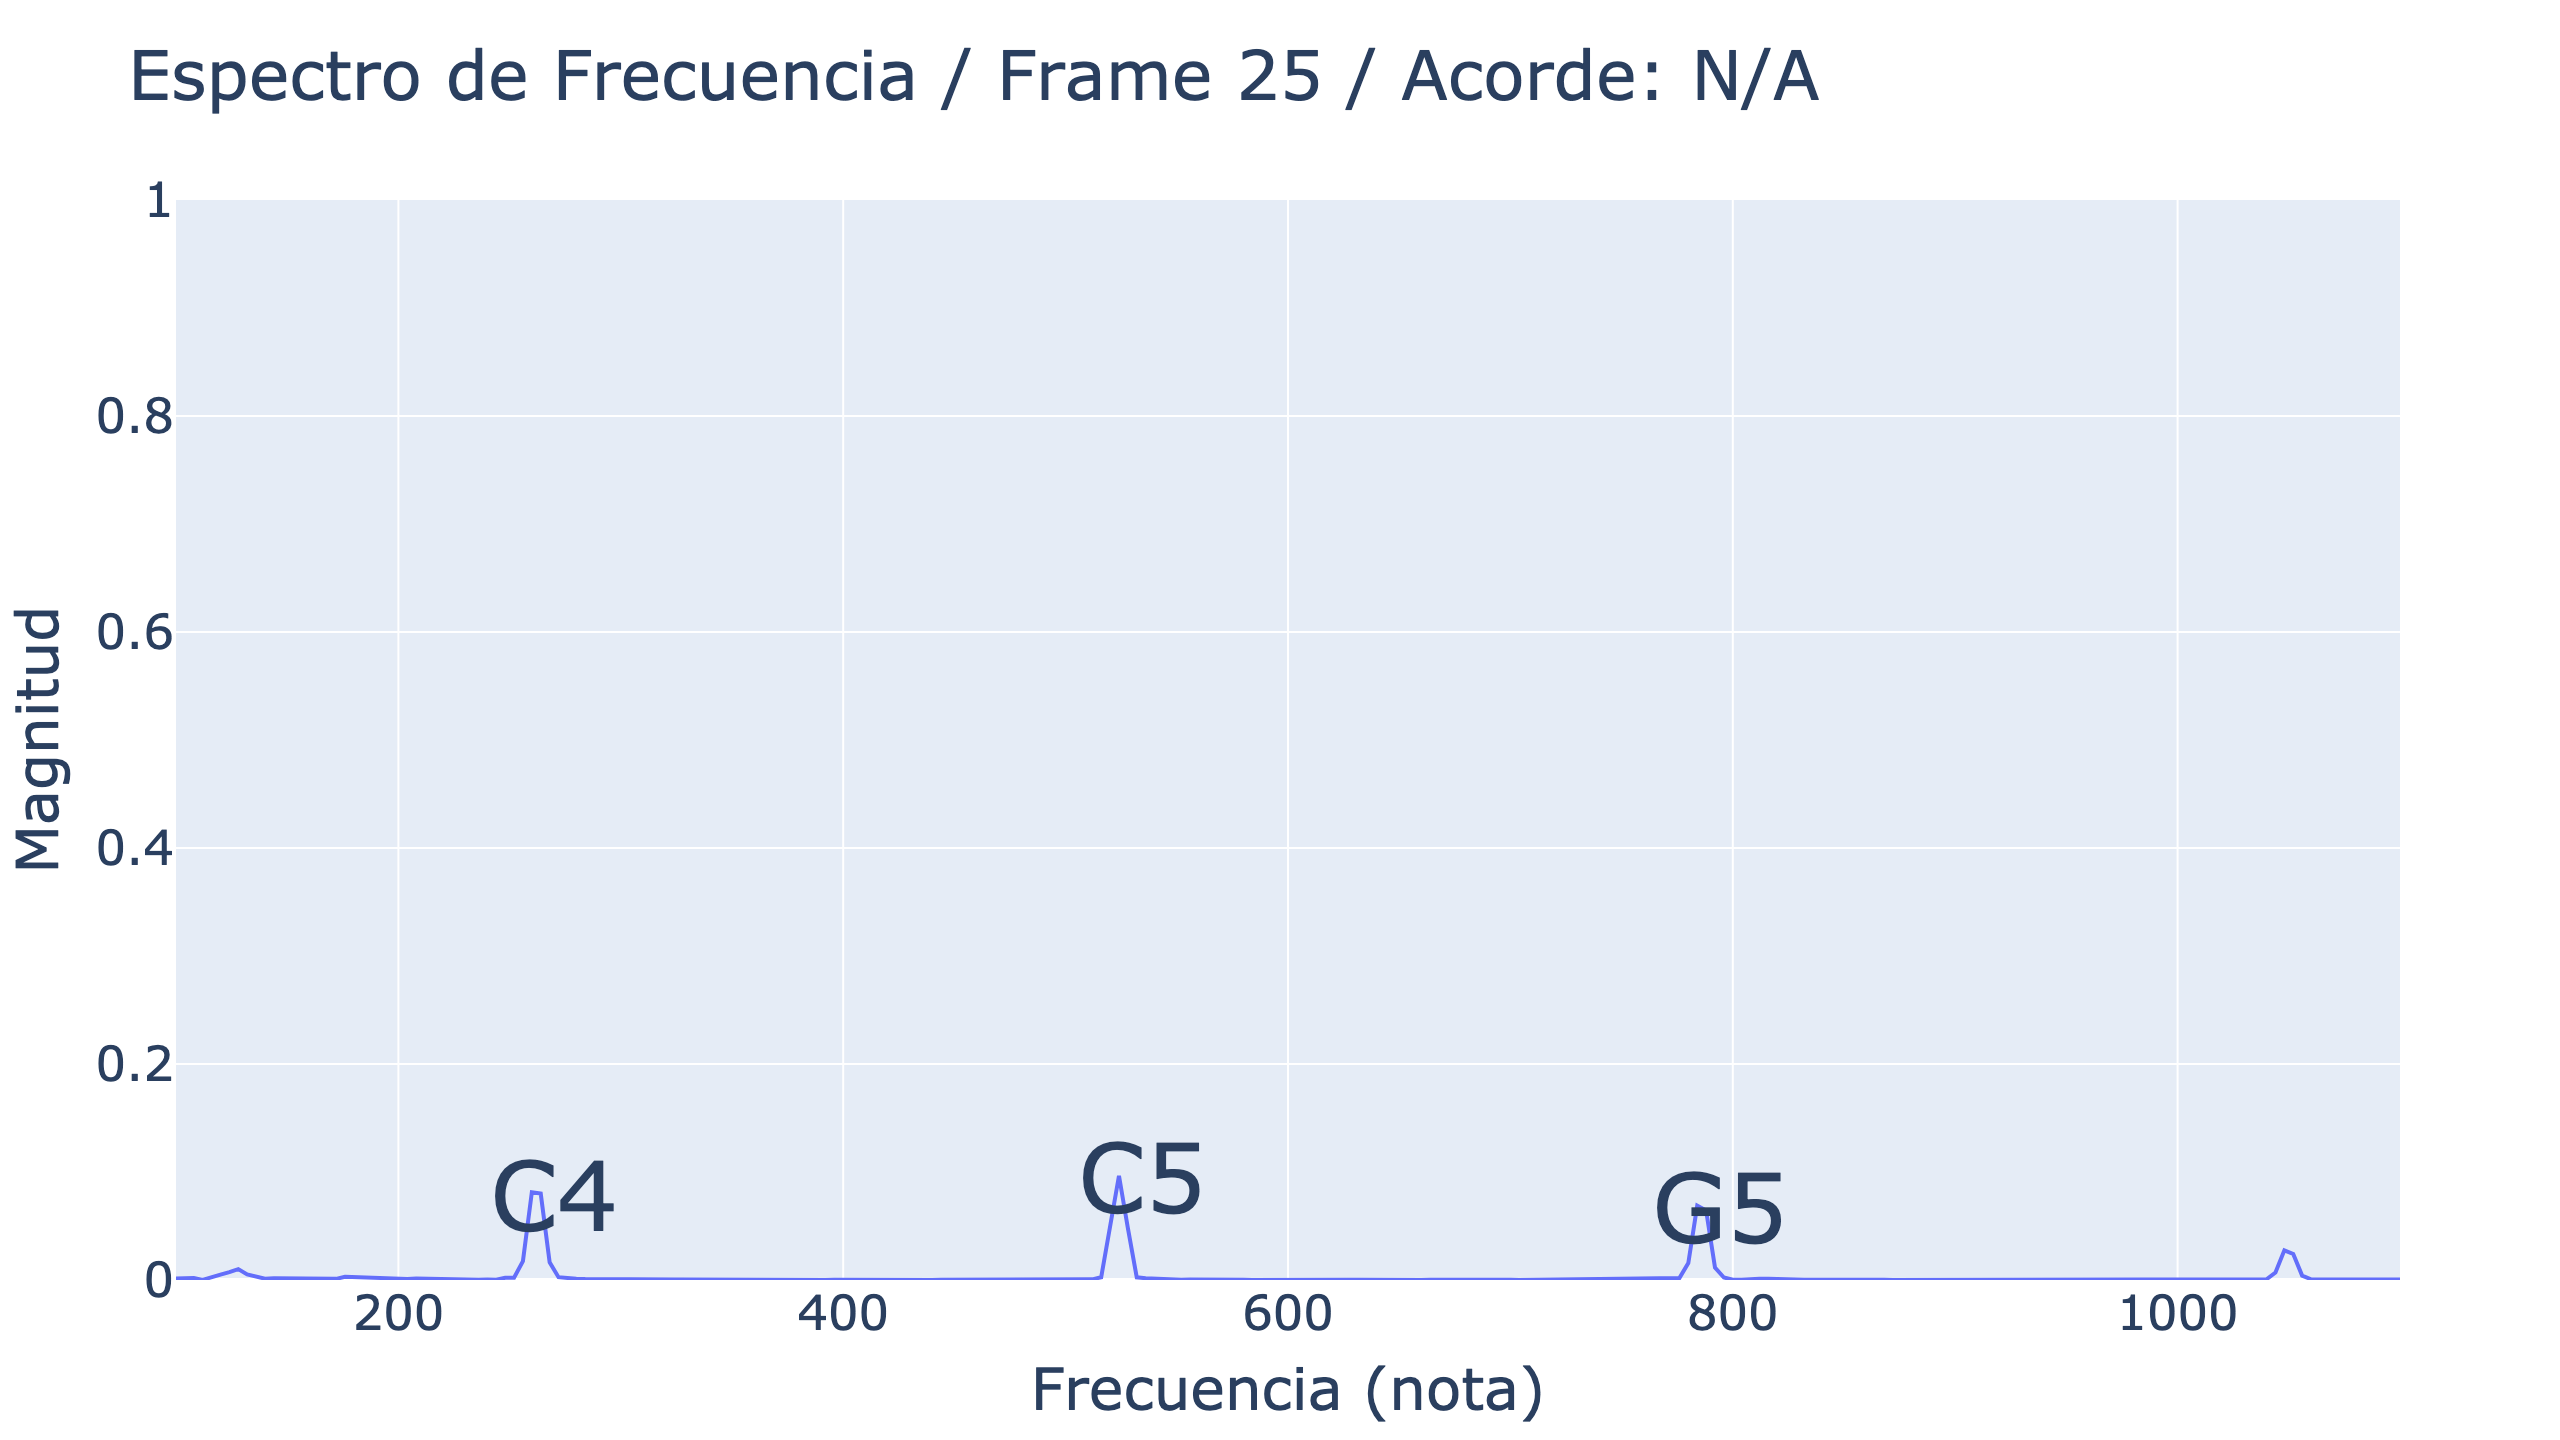 Espectro de Frecuencia / Frame 25 / Acorde: N/A
1
0.8
0.6
0.4
0.2
0
Magnitud
C4
C5
G5
200 400 600 800 1000
Frecuencia (nota)